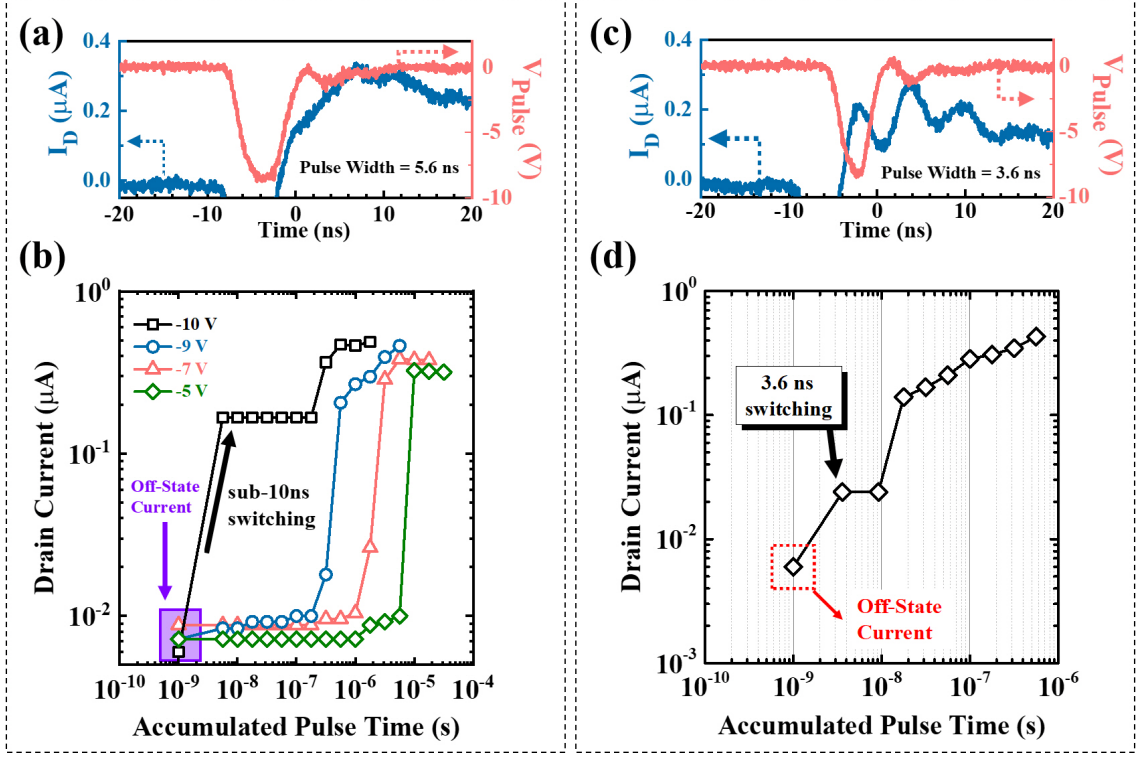 (a)
0.4
0.2
0.0
I_D (μA)
0
-5
-10
V_Pulse (V)
Pulse Width = 5.6 ns
-20 -10 0 10 20
Time (ns)
(c)
0.4
0.2
0.0
I_D (μA)
0
-5
-10
V_Pulse (V)
Pulse Width = 3.6 ns
-20 -10 0 10 20
Time (ns)
(b)
10^0
10^-1
10^-2
Drain Current (μA)
-10 V
-9 V
-7 V
-5 V
Off-State
Current
sub-10ns
switching
10^-10 10^-9 10^-8 10^-7 10^-6 10^-5 10^-4
Accumulated Pulse Time (s)
(d)
10^0
10^-1
10^-2
10^-3
Drain Current (μA)
3.6 ns
switching
Off-State
Current
10^-10 10^-9 10^-8 10^-7 10^-6
Accumulated Pulse Time (s)